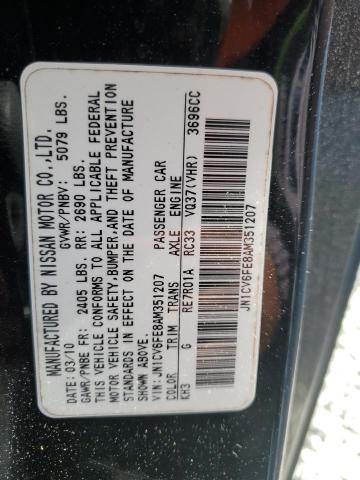 MANUFACTURED BY NISSAN MOTOR CO.,LTD.
DATE: 03/10 GVWR/PNBV: 5079 LBS.
GAWR/PNBE FR: 2405 LBS. RR: 2690 LBS.
THIS VEHICLE CONFORMS TO ALL APPLICABLE FEDERAL
MOTOR VEHICLE SAFETY,BUMPER,AND THEFT PREVENTION
STANDARDS IN EFFECT ON THE DATE OF MANUFACTURE
SHOWN ABOVE.
VIN: JN1CV6FE8AM351207 PASSENGER CAR
COLOR TRIM TRANS AXLE ENGINE
KH3 G RE7R01A RC33 VQ37(VHR) 3696CC
JN1CV6FE8AM351207